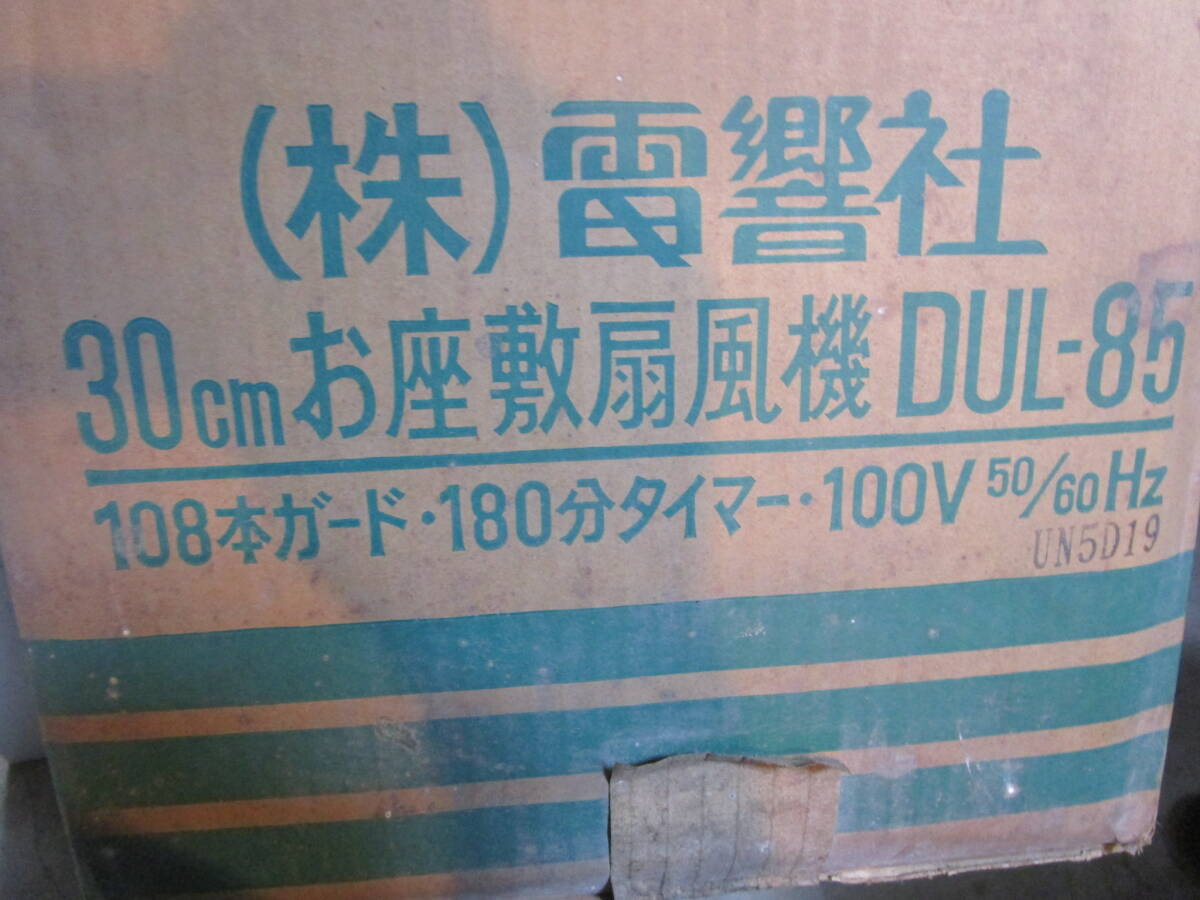 (株)電響社
30cmお座敷扇風機 DUL-85
108本ガード・180分タイマー・100V 50/60Hz
UN5D19